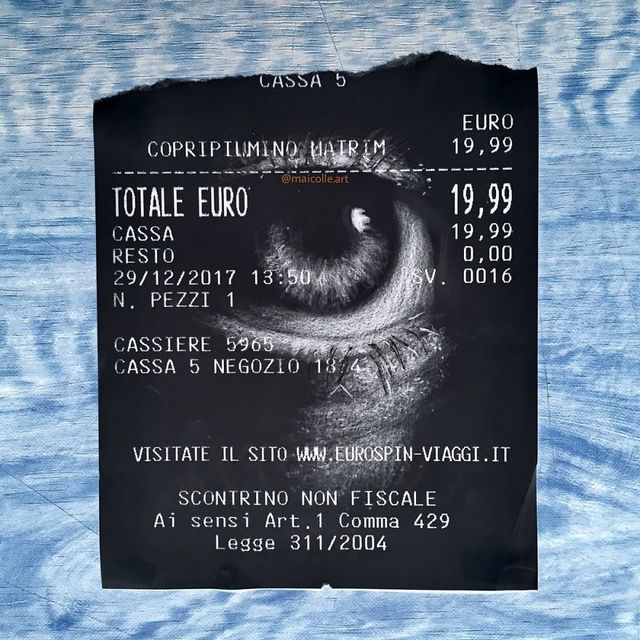 CASSA 5
EURO
COPRIPIUMINO MATRIM 19,99
@maicolle.art
TOTALE EURO 19,99
CASSA 19,99
RESTO 0,00
29/12/2017 13:50 SV. 0016
N. PEZZI 1
CASSIERE 5965
CASSA 5 NEGOZIO
VISITATE IL SITO WWW.EUROSPIN-VIAGGI.IT
SCONTRINO NON FISCALE
Ai sensi Art.1 Comma 429
Legge 311/2004